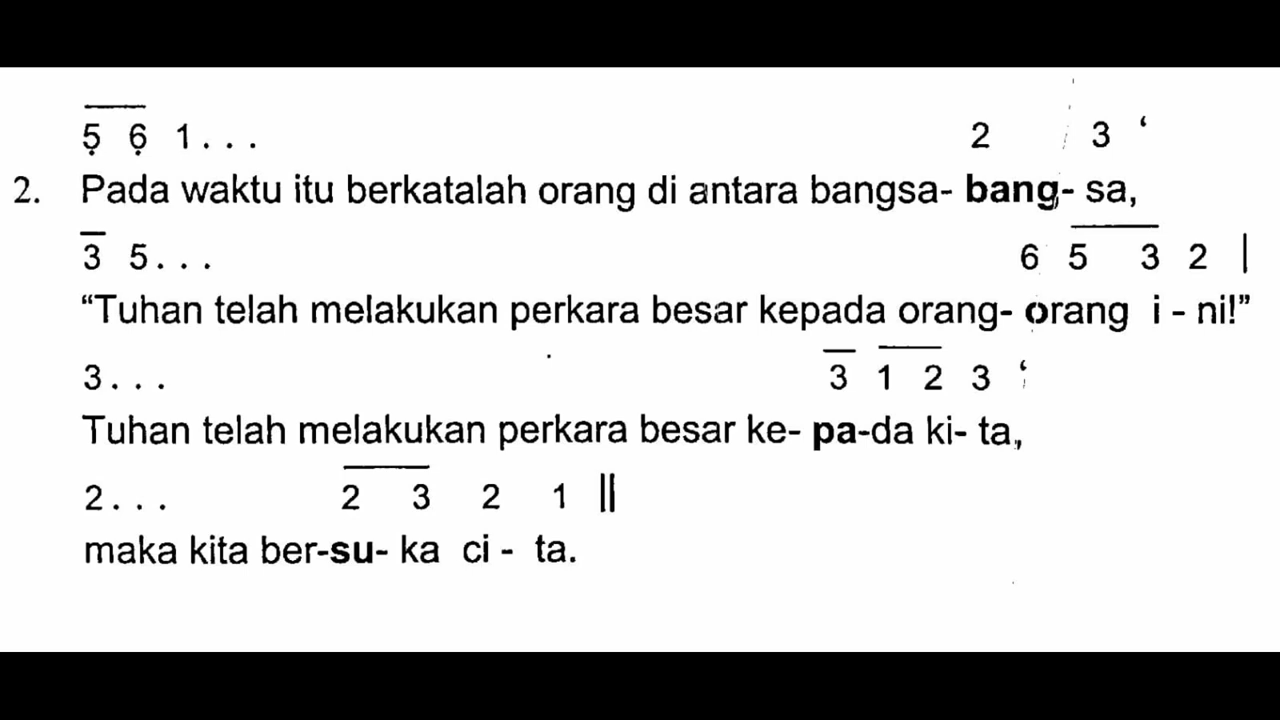 5̣ 6̣ 1 . . . 2 3 ‘
2. Pada waktu itu berkatalah orang di antara bangsa- bang- sa,
3 5 . . . 6 5 3 2 |
“Tuhan telah melakukan perkara besar kepada orang- orang i - ni!”
3 . . . 3 1 2 3 ‘
Tuhan telah melakukan perkara besar ke- pa-da ki- ta,
2 . . . 2 3 2 1 ||
maka kita ber-su- ka ci - ta.